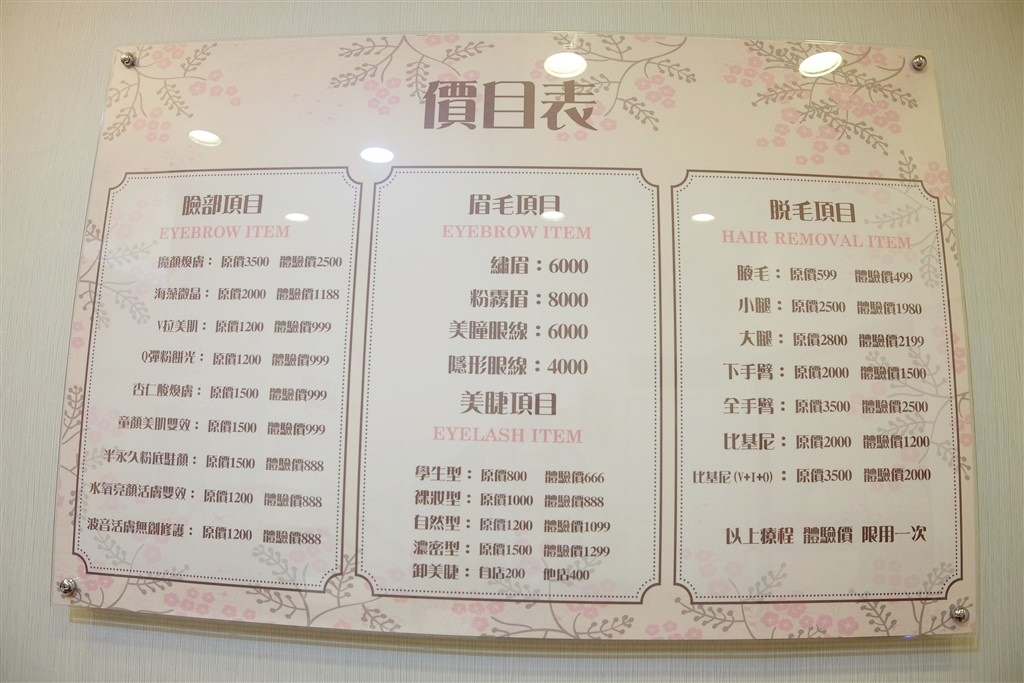 價目表
臉部項目
EYEBROW ITEM
魔顏煥膚：原價3500 體驗價2500
海藻微晶：原價2000 體驗價1188
V拉美肌：原價1200 體驗價999
Q彈粉餅光：原價1200 體驗價999
杏仁酸煥膚：原價1500 體驗價999
童顏美肌雙效：原價1500 體驗價999
半永久粉底駐顏：原價1500 體驗價888
水氧亮顏活膚雙效：原價1200 體驗價888
波音活膚無創修護：原價1200 體驗價888
眉毛項目
EYEBROW ITEM
繡眉：6000
粉霧眉：8000
美瞳眼線：6000
隱形眼線：4000
美睫項目
EYELASH ITEM
學生型：原價800 體驗價666
裸妝型：原價1000 體驗價888
自然型：原價1200 體驗價1099
濃密型：原價1500 體驗價1299
卸美睫：自店200 他店400
脫毛項目
HAIR REMOVAL ITEM
腋毛：原價599 體驗價499
小腿：原價2500 體驗價1980
大腿：原價2800 體驗價2199
下手臂：原價2000 體驗價1500
全手臂：原價3500 體驗價2500
比基尼：原價2000 體驗價1200
比基尼(V+I+O)：原價3500 體驗價2000
以上療程 體驗價 限用一次